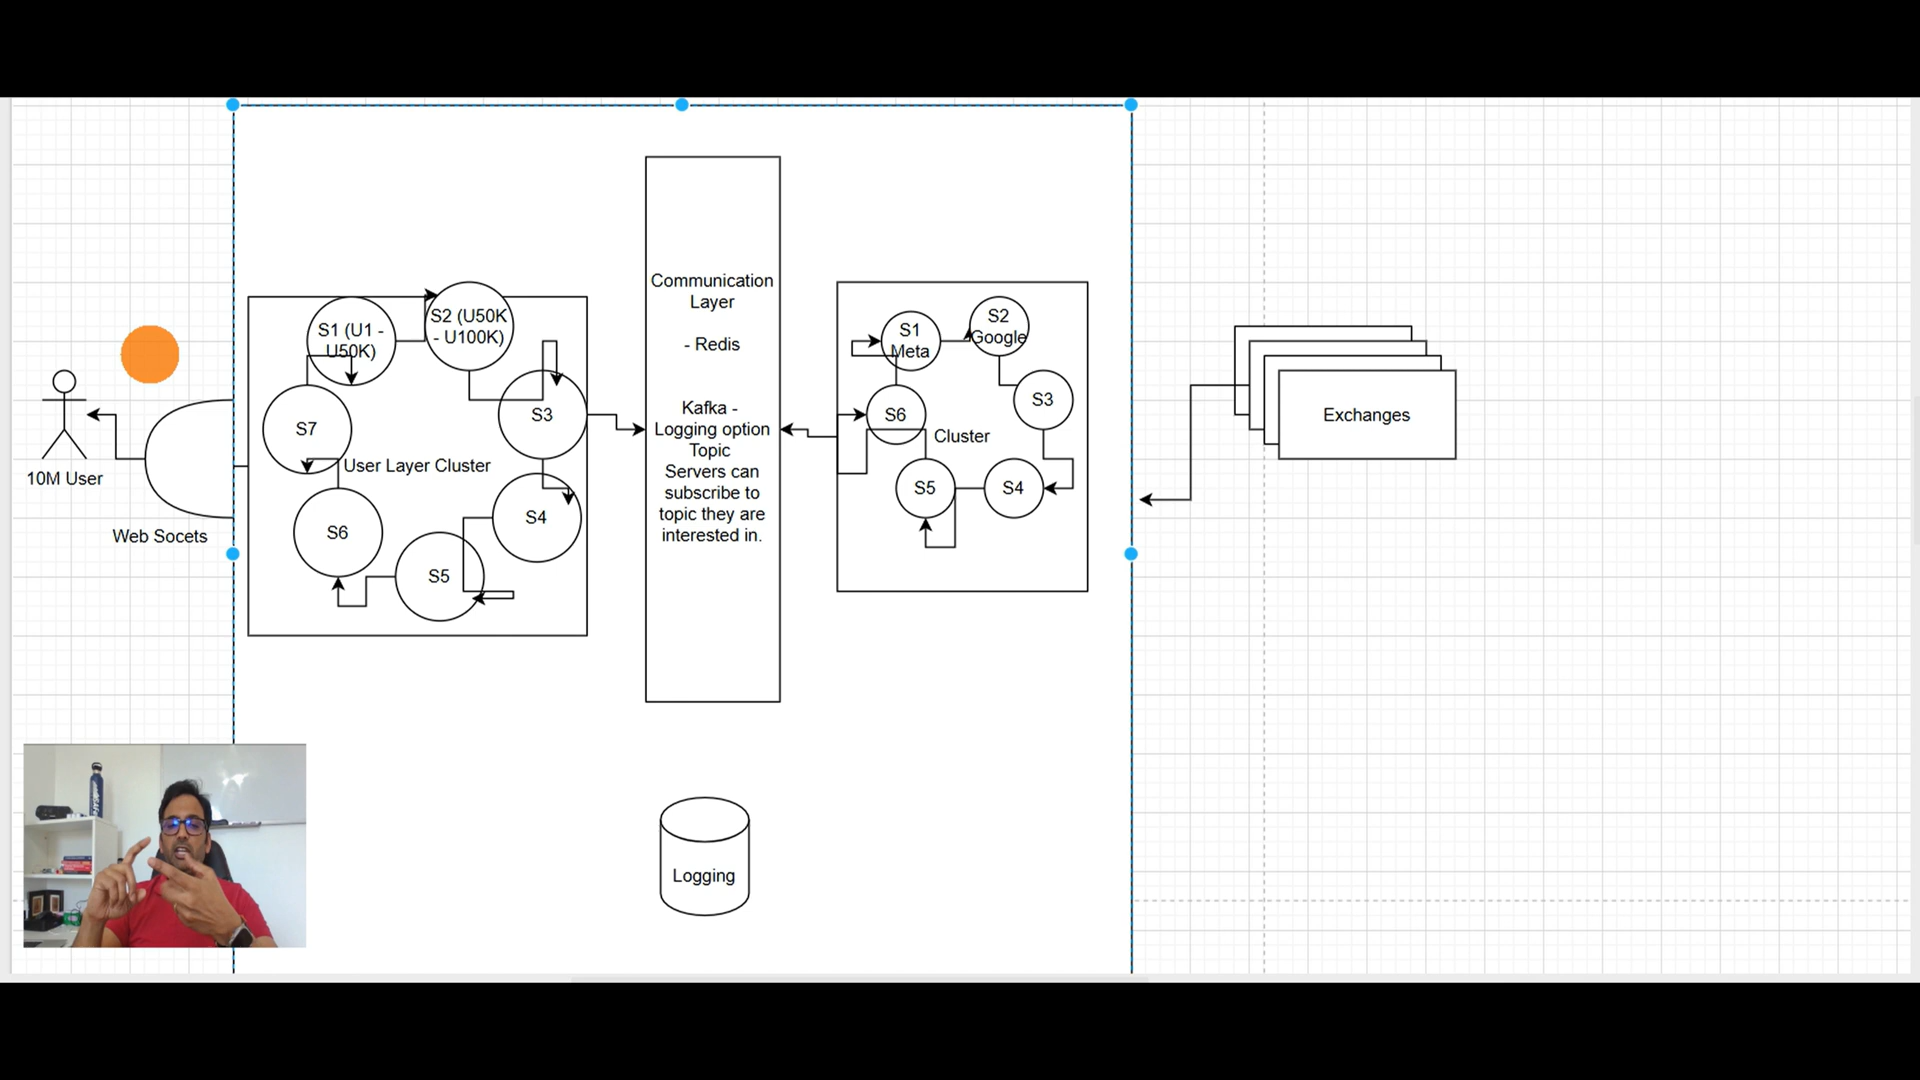 10M User
Web Socets
S1 (U1 -
U50K)
S2 (U50K
- U100K)
S3
S4
S5
S6
S7
User Layer Cluster
Communication
Layer
- Redis
Kafka -
Logging option
Topic
Servers can
subscribe to
topic they are
interested in.
S1
Meta
S2
Google
S3
S4
S5
S6
Cluster
Exchanges
Logging